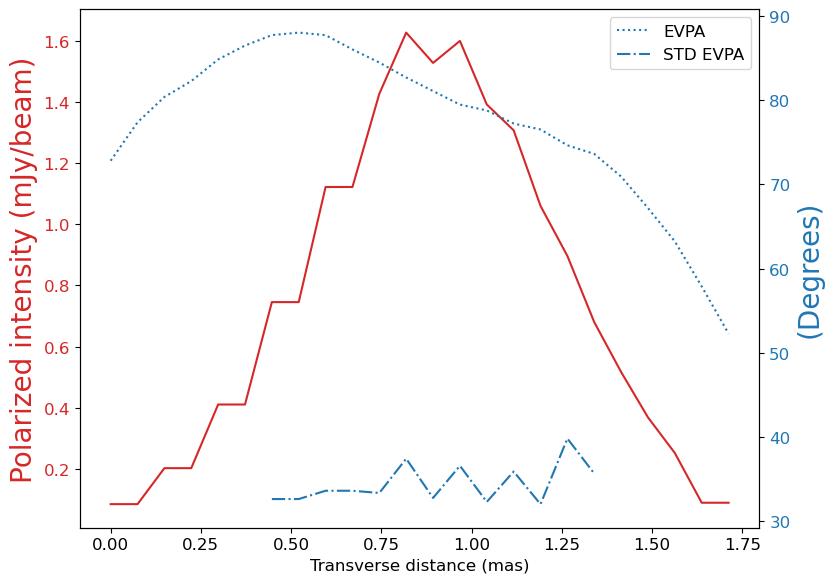 Polarized intensity (mJy/beam)
1.6
1.4
1.2
1.0
0.8
0.6
0.4
0.2
EVPA
STD EVPA
90
80
70
60
50
40
30
(Degrees)
0.00 0.25 0.50 0.75 1.00 1.25 1.50 1.75
Transverse distance (mas)